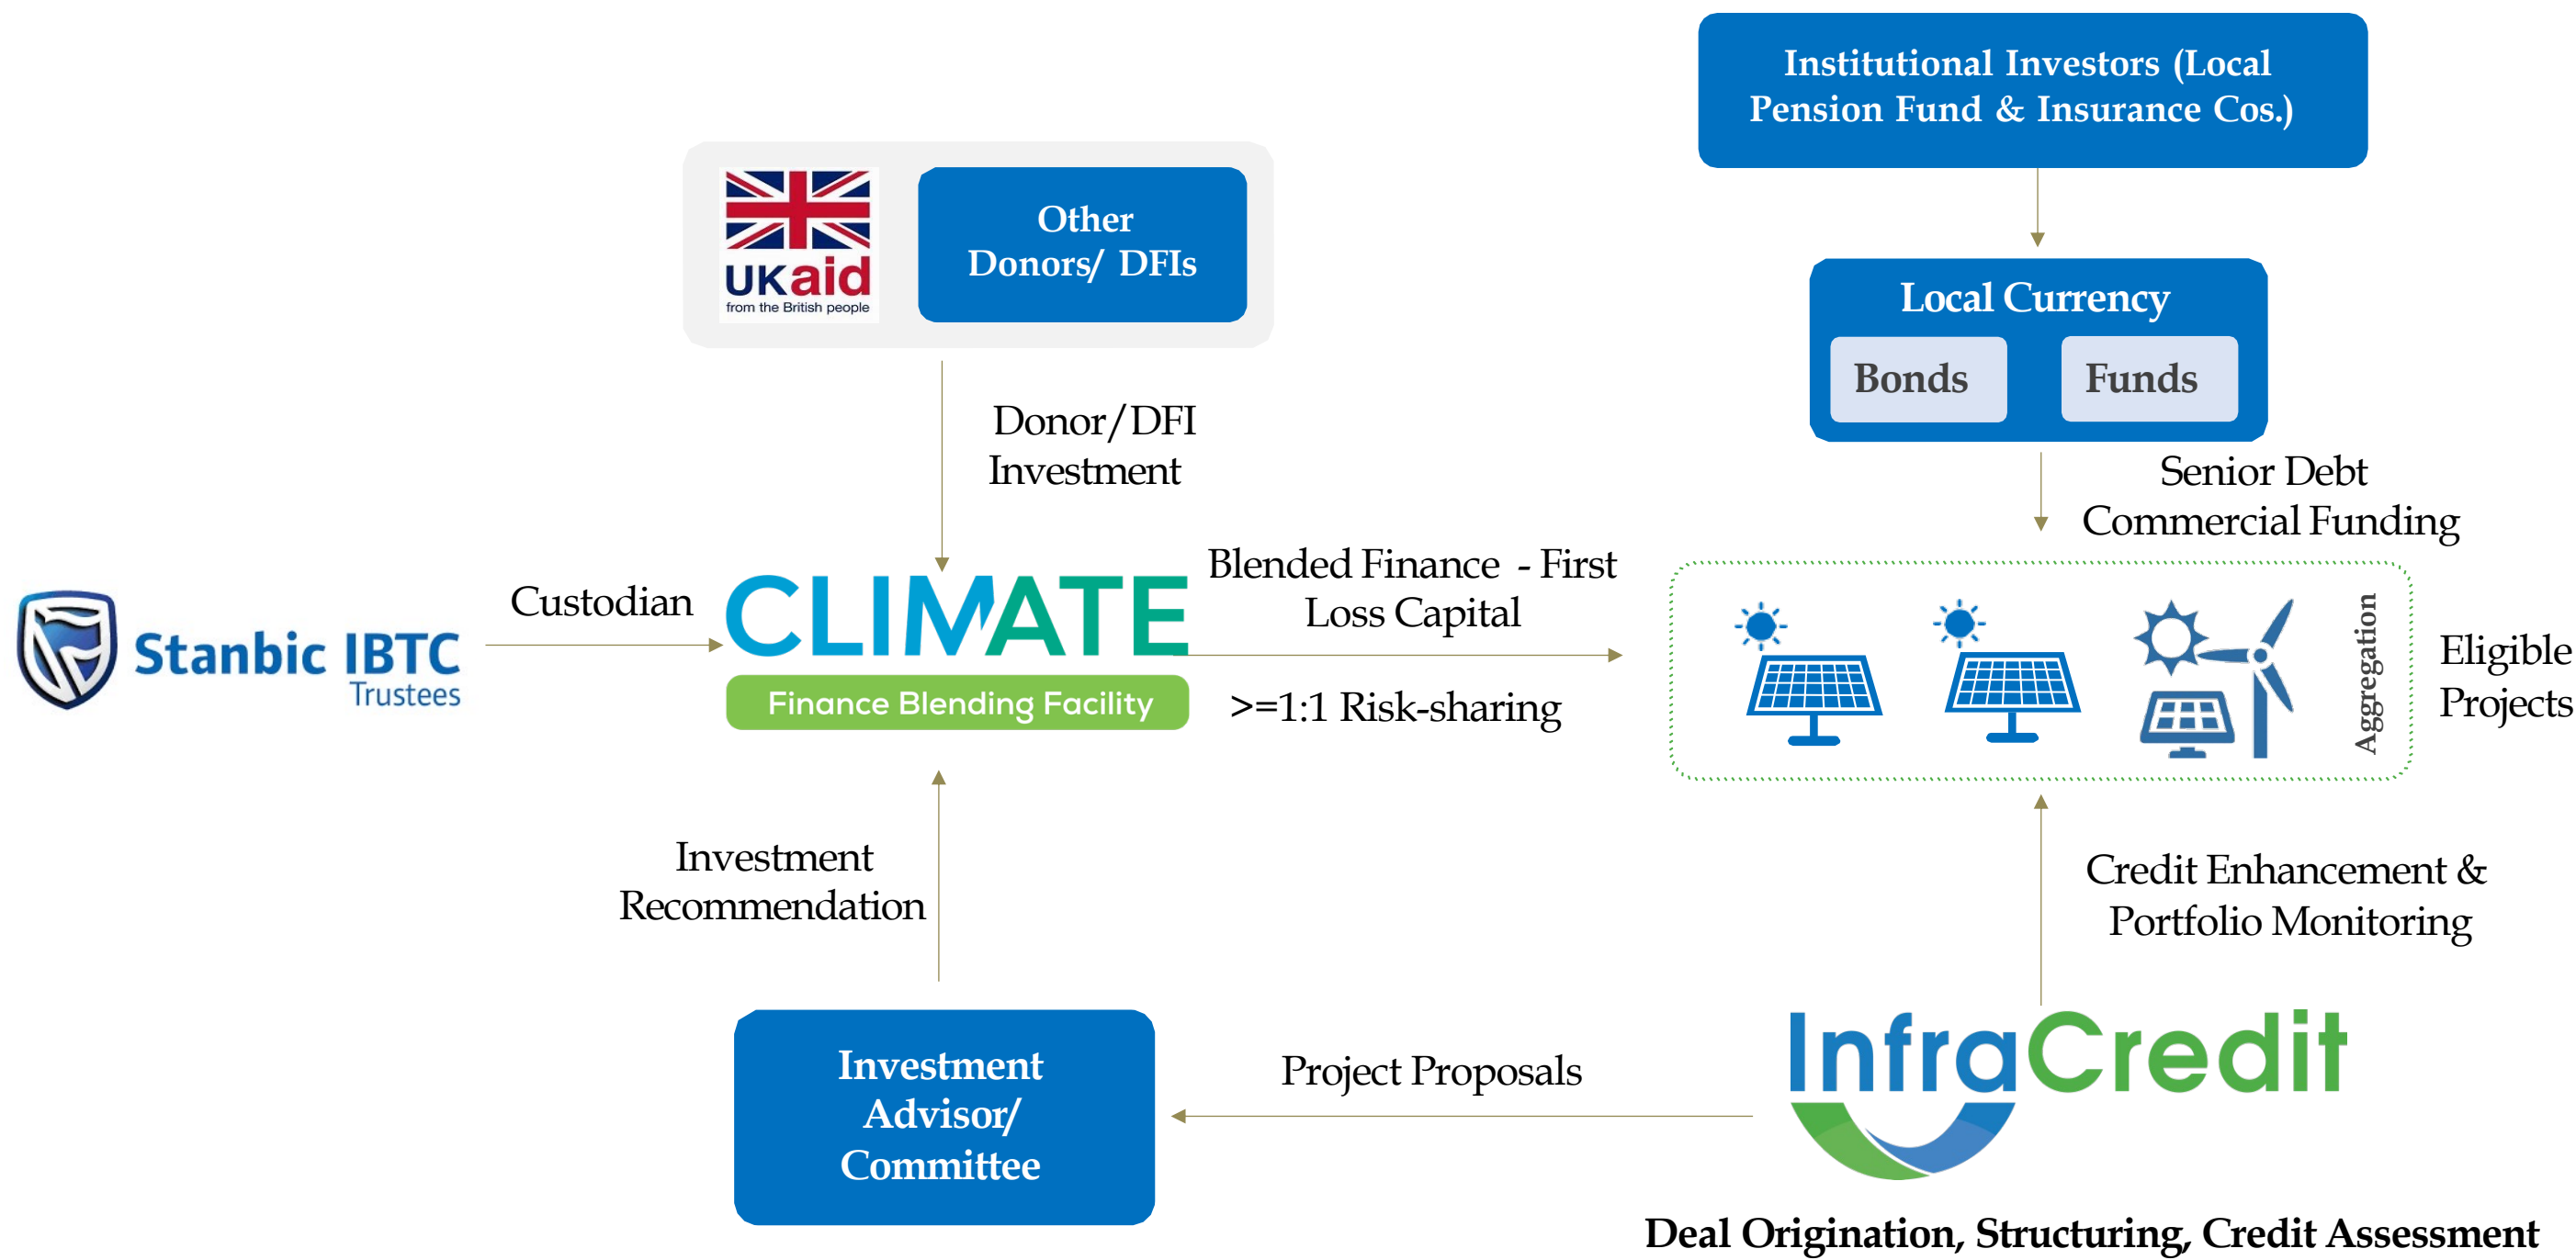 Institutional Investors (Local
Pension Fund & Insurance Cos.)
UKaid
from the British people
Other
Donors/ DFIs
Local Currency
Bonds
Funds
Donor/DFI
Investment
Senior Debt
Commercial Funding
Stanbic IBTC
Trustees
Custodian
CLIMATE
Finance Blending Facility
Blended Finance - First
Loss Capital
>=1:1 Risk-sharing
Aggregation
Eligible
Projects
Investment
Recommendation
Credit Enhancement &
Portfolio Monitoring
Investment
Advisor/
Committee
Project Proposals
InfraCredit
Deal Origination, Structuring, Credit Assessment